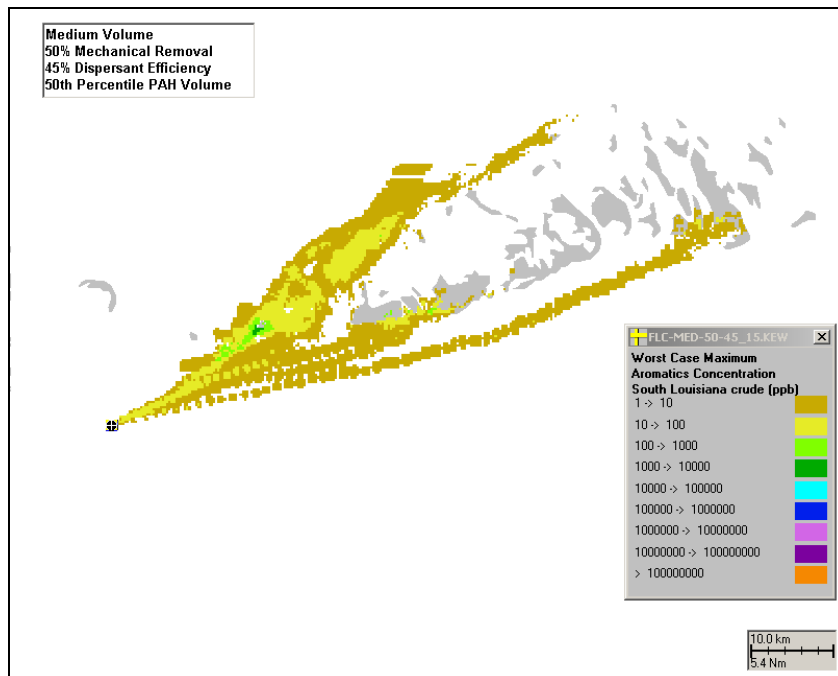 Medium Volume
50% Mechanical Removal
45% Dispersant Efficiency
50th Percentile PAH Volume
FLC-MED-50-45_15.KEW
Worst Case Maximum
Aromatics Concentration
South Louisiana crude (ppb)
1 -> 10
10 -> 100
100 -> 1000
1000 -> 10000
10000 -> 100000
100000 -> 1000000
1000000 -> 10000000
10000000 -> 100000000
> 100000000
10.0 km
5.4 Nm